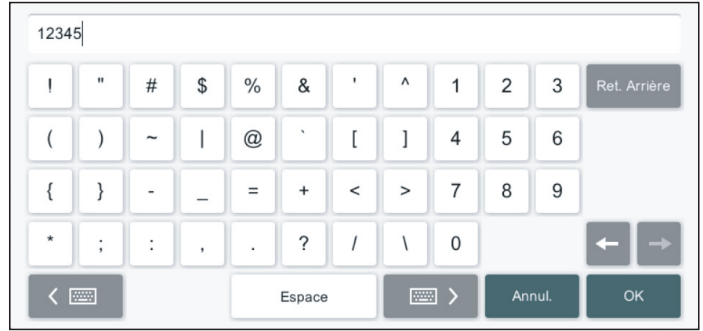 12345
! " # $ % & ' ^ 1 2 3 Ret. Arrière
( ) ~ | @ ` [ ] 4 5 6
{ } - _ = + < > 7 8 9
* ; : , . ? / \ 0 ← →
< Espace > Annul. OK